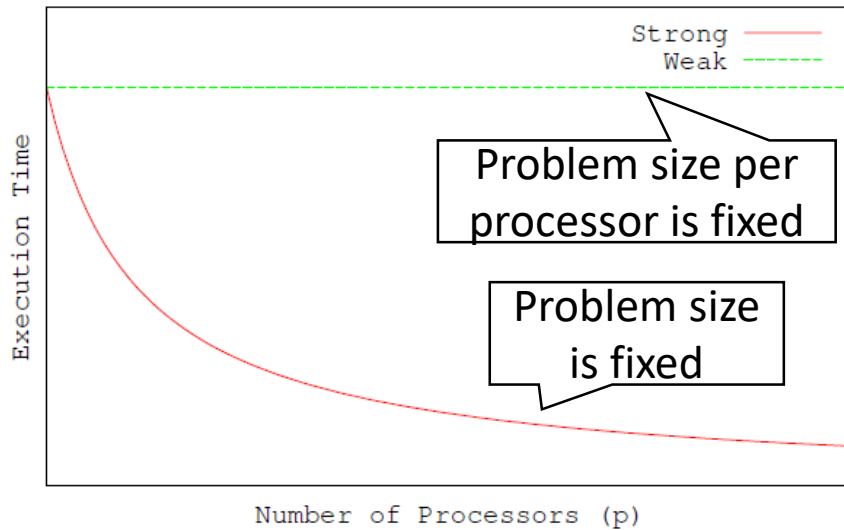 Strong
Weak
Problem size per
processor is fixed
Problem size
is fixed
Execution Time
Number of Processors (p)